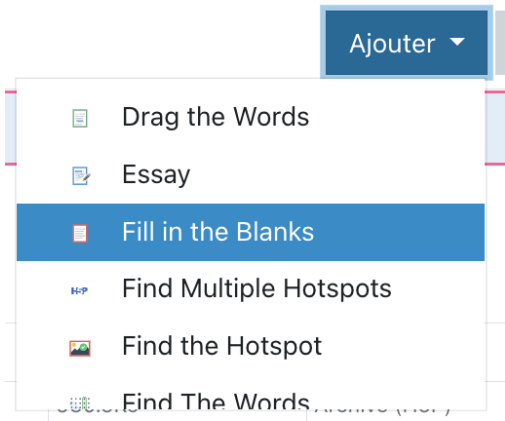 Ajouter
Drag the Words
Essay
Fill in the Blanks
H5P Find Multiple Hotspots
Find the Hotspot
Find The Words